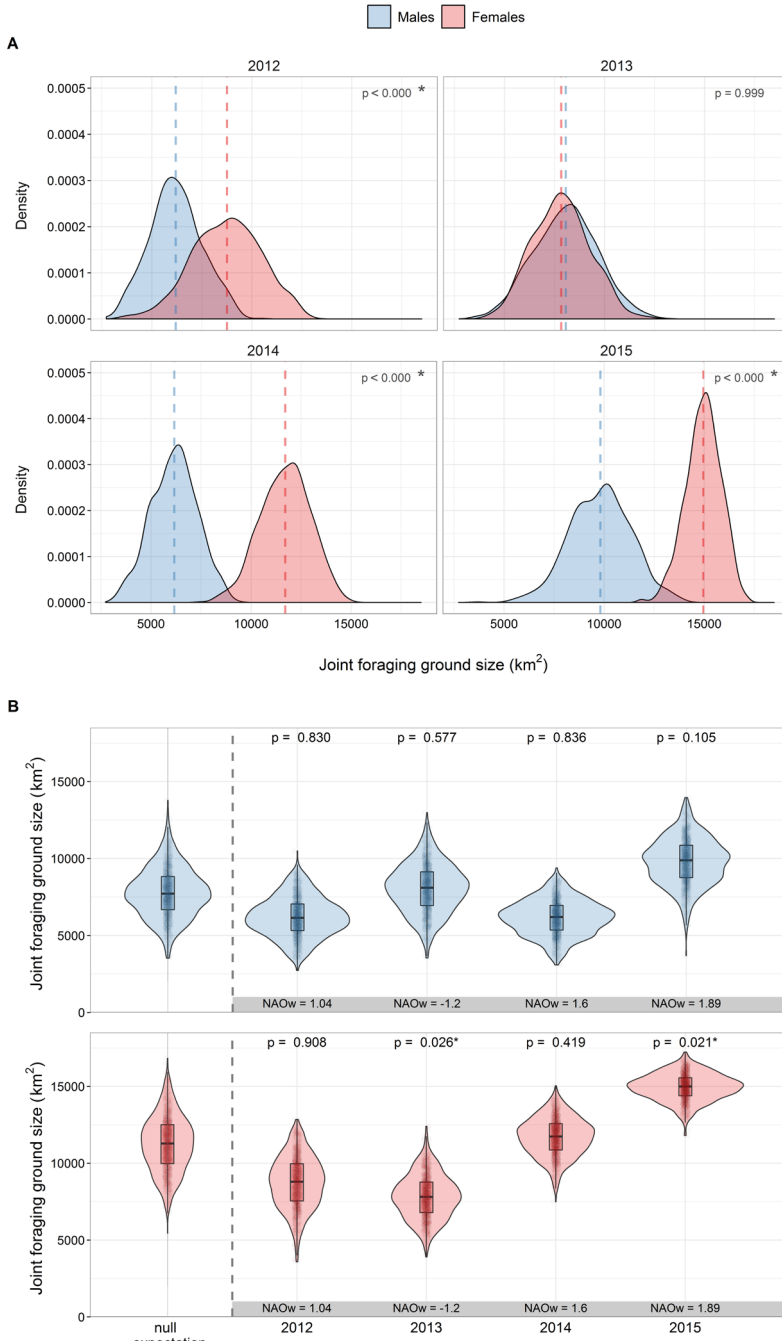 Males Females
A
2012 2013
0.0005
p < 0.000 *
p = 0.999
0.0004
0.0003
0.0002
0.0001
0.0000
Density
2014 2015
0.0005
p < 0.000 *
p < 0.000 *
0.0004
0.0003
0.0002
0.0001
0.0000
Density
5000 10000 15000 5000 10000 15000
Joint foraging ground size (km²)
B
p = 0.830 p = 0.577 p = 0.836 p = 0.105
15000
10000
5000
0
Joint foraging ground size (km²)
NAOw = 1.04 NAOw = -1.2 NAOw = 1.6 NAOw = 1.89
p = 0.908 p = 0.026* p = 0.419 p = 0.021*
15000
10000
5000
0
Joint foraging ground size (km²)
NAOw = 1.04 NAOw = -1.2 NAOw = 1.6 NAOw = 1.89
null 2012 2013 2014 2015
expectation